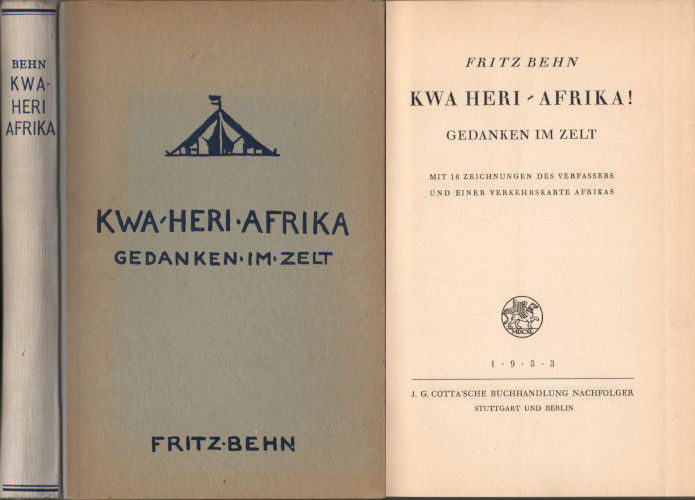 BEHN
KWA-
HERI
AFRIKA
KWA-HERI·AFRIKA
GEDANKEN·IM·ZELT
FRITZ·BEHN
FRITZ BEHN
KWA HERI-AFRIKA!
GEDANKEN IM ZELT
MIT 16 ZEICHNUNGEN DES VERFASSERS
UND EINER VERKEHRSKARTE AFRIKAS
MDCXL
1·9·3·3
J. G. COTTA'SCHE BUCHHANDLUNG NACHFOLGER
STUTTGART UND BERLIN